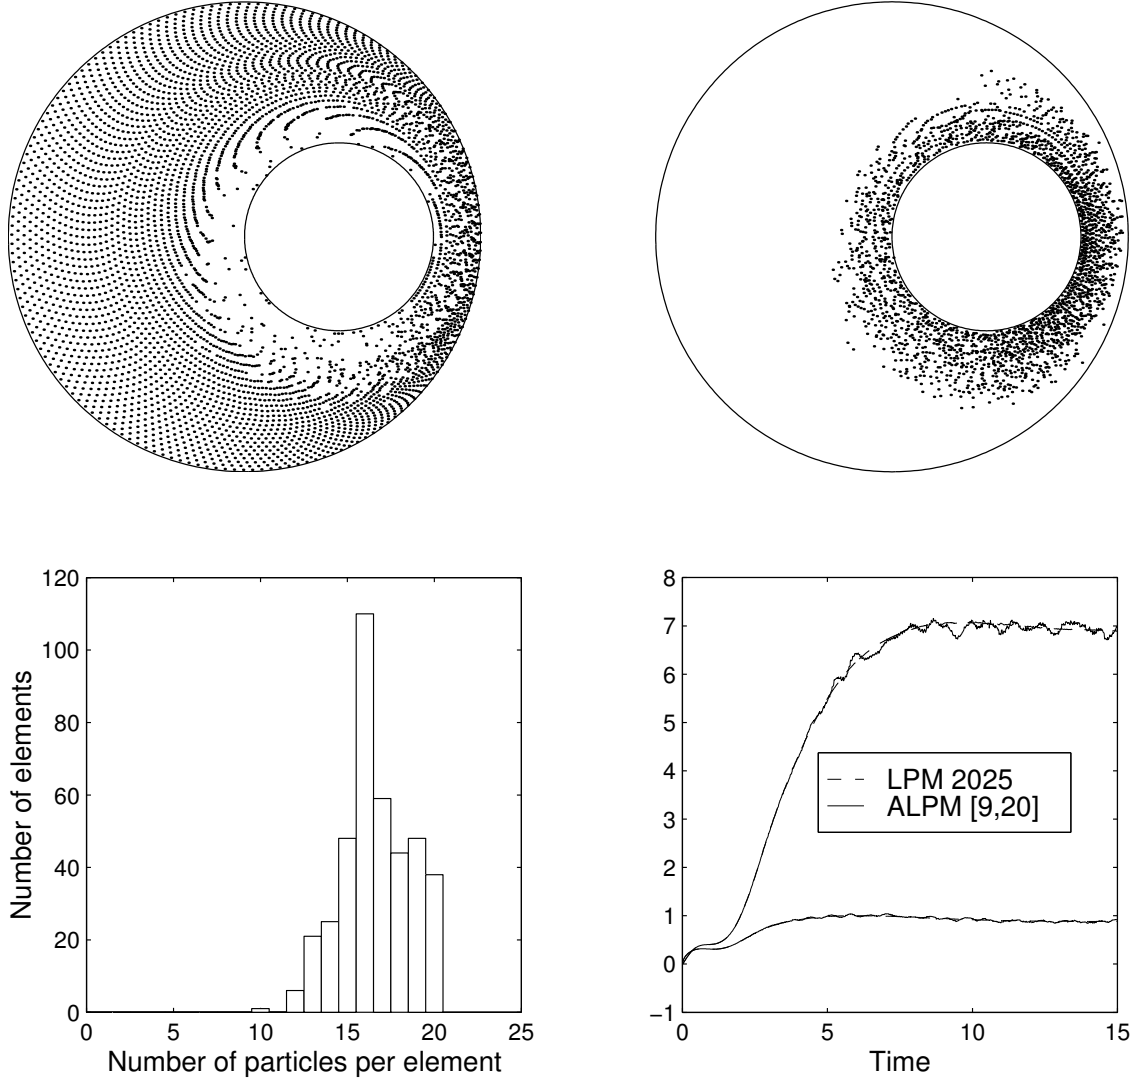 120
100
80
60
40
20
0
Number of elements
0 5 10 15 20 25
Number of particles per element
8
7
6
5
4
3
2
1
0
−1
LPM 2025
ALPM [9,20]
0 5 10 15
Time